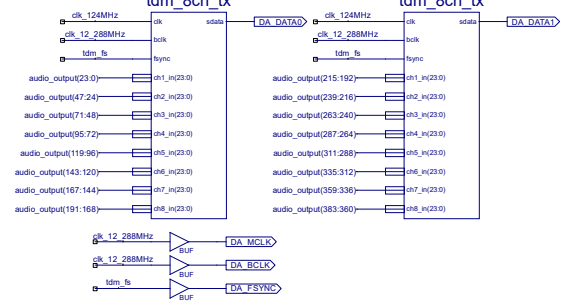 tdm_8ch_tx
clk_124MHz
clk
sdata
DA_DATA0
clk_12_288MHz
bclk
tdm_fs
fsync
audio_output(23:0)
ch1_in(23:0)
audio_output(47:24)
ch2_in(23:0)
audio_output(71:48)
ch3_in(23:0)
audio_output(95:72)
ch4_in(23:0)
audio_output(119:96)
ch5_in(23:0)
audio_output(143:120)
ch6_in(23:0)
audio_output(167:144)
ch7_in(23:0)
audio_output(191:168)
ch8_in(23:0)
tdm_8ch_tx
clk_124MHz
clk
sdata
DA_DATA1
clk_12_288MHz
bclk
tdm_fs
fsync
audio_output(215:192)
ch1_in(23:0)
audio_output(239:216)
ch2_in(23:0)
audio_output(263:240)
ch3_in(23:0)
audio_output(287:264)
ch4_in(23:0)
audio_output(311:288)
ch5_in(23:0)
audio_output(335:312)
ch6_in(23:0)
audio_output(359:336)
ch7_in(23:0)
audio_output(383:360)
ch8_in(23:0)
clk_12_288MHz
BUF
DA_MCLK
clk_12_288MHz
BUF
DA_BCLK
tdm_fs
BUF
DA_FSYNC